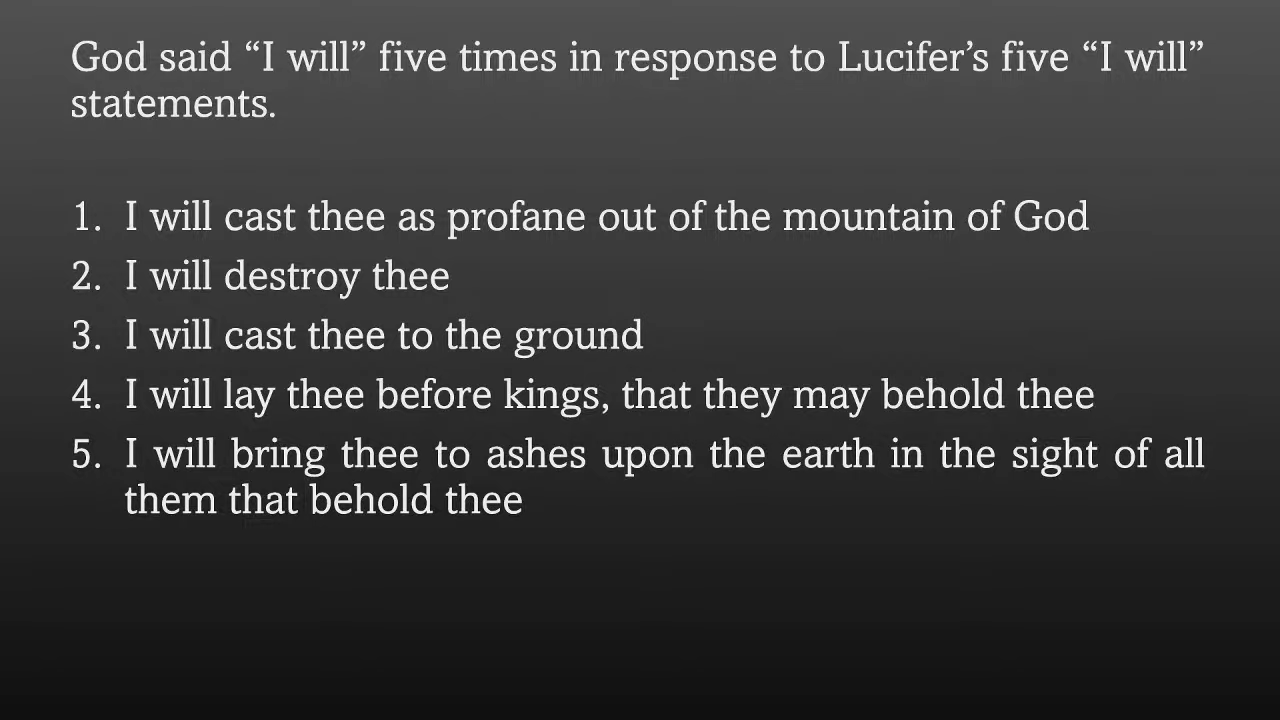 God said “I will” five times in response to Lucifer’s five “I will”
statements.
1. I will cast thee as profane out of the mountain of God
2. I will destroy thee
3. I will cast thee to the ground
4. I will lay thee before kings, that they may behold thee
5. I will bring thee to ashes upon the earth in the sight of all
them that behold thee